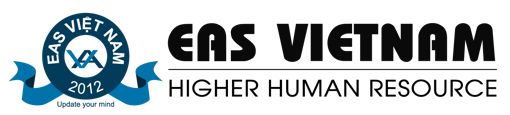 EAS VIỆT NAM
2012
Update your mind
EAS VIETNAM
HIGHER HUMAN RESOURCE